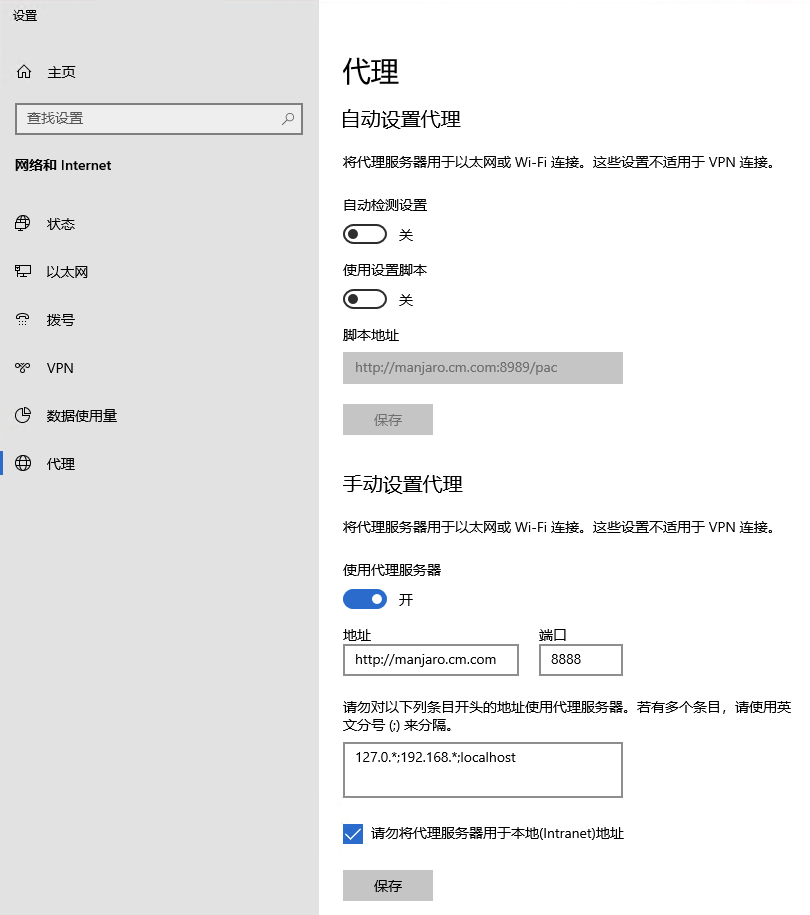 设置
主页
查找设置
网络和 Internet
状态
以太网
拨号
VPN
数据使用量
代理
代理
自动设置代理
将代理服务器用于以太网或 Wi-Fi 连接。这些设置不适用于 VPN 连接。
自动检测设置
关
使用设置脚本
关
脚本地址
http://manjaro.cm.com:8989/pac
保存
手动设置代理
将代理服务器用于以太网或 Wi-Fi 连接。这些设置不适用于 VPN 连接。
使用代理服务器
开
地址 端口
http://manjaro.cm.com 8888
请勿对以下列条目开头的地址使用代理服务器。若有多个条目，请使用英
文分号 (;) 来分隔。
127.0.*;192.168.*;localhost
请勿将代理服务器用于本地(Intranet)地址
保存